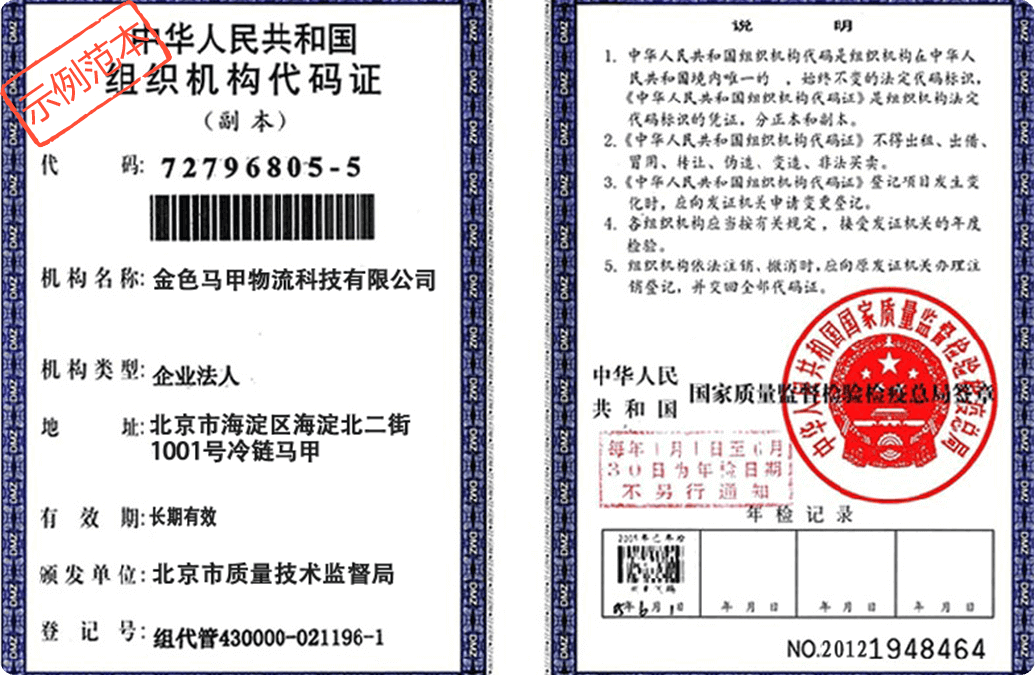 示例范本
中华人民共和国
组织机构代码证
(副本)
代 码: 72796805-5
机构名称: 金色马甲物流科技有限公司
机构类型: 企业法人
地 址: 北京市海淀区海淀北二街
1001号冷链马甲
有 效 期: 长期有效
颁发单位: 北京市质量技术监督局
登 记 号: 组代管430000-021196-1
说 明
1. 中华人民共和国组织机构代码是组织机构在中华人
民共和国境内唯一的 ，始终不变的法定代码标识，
《中华人民共和国组织机构代码证》是组织机构法定
代码标识的凭证，分正本和副本。
2.《中华人民共和国组织机构代码证》不得出租、出借、
冒用、转让、伪造、变造、非法买卖。
3.《中华人民共和国组织机构代码证》登记项目发生变
化时，应向发证机关申请变更登记。
4. 各组织机构应当按有关规定，接受发证机关的年度
检验。
5. 组织机构依法注销、撤消时，应向原发证机关办理注
销登记，并交回全部代码证。
中华人民共和国国家质量监督检验检疫总局
中华人民
共和国
国家质量监督检验检疫总局签章
每年1月1日至6月
30日为年检日期
不另行通知
年检记录
年 月 日
年 月 日
年 月 日
年 月 日
NO.20121948464
DMZ